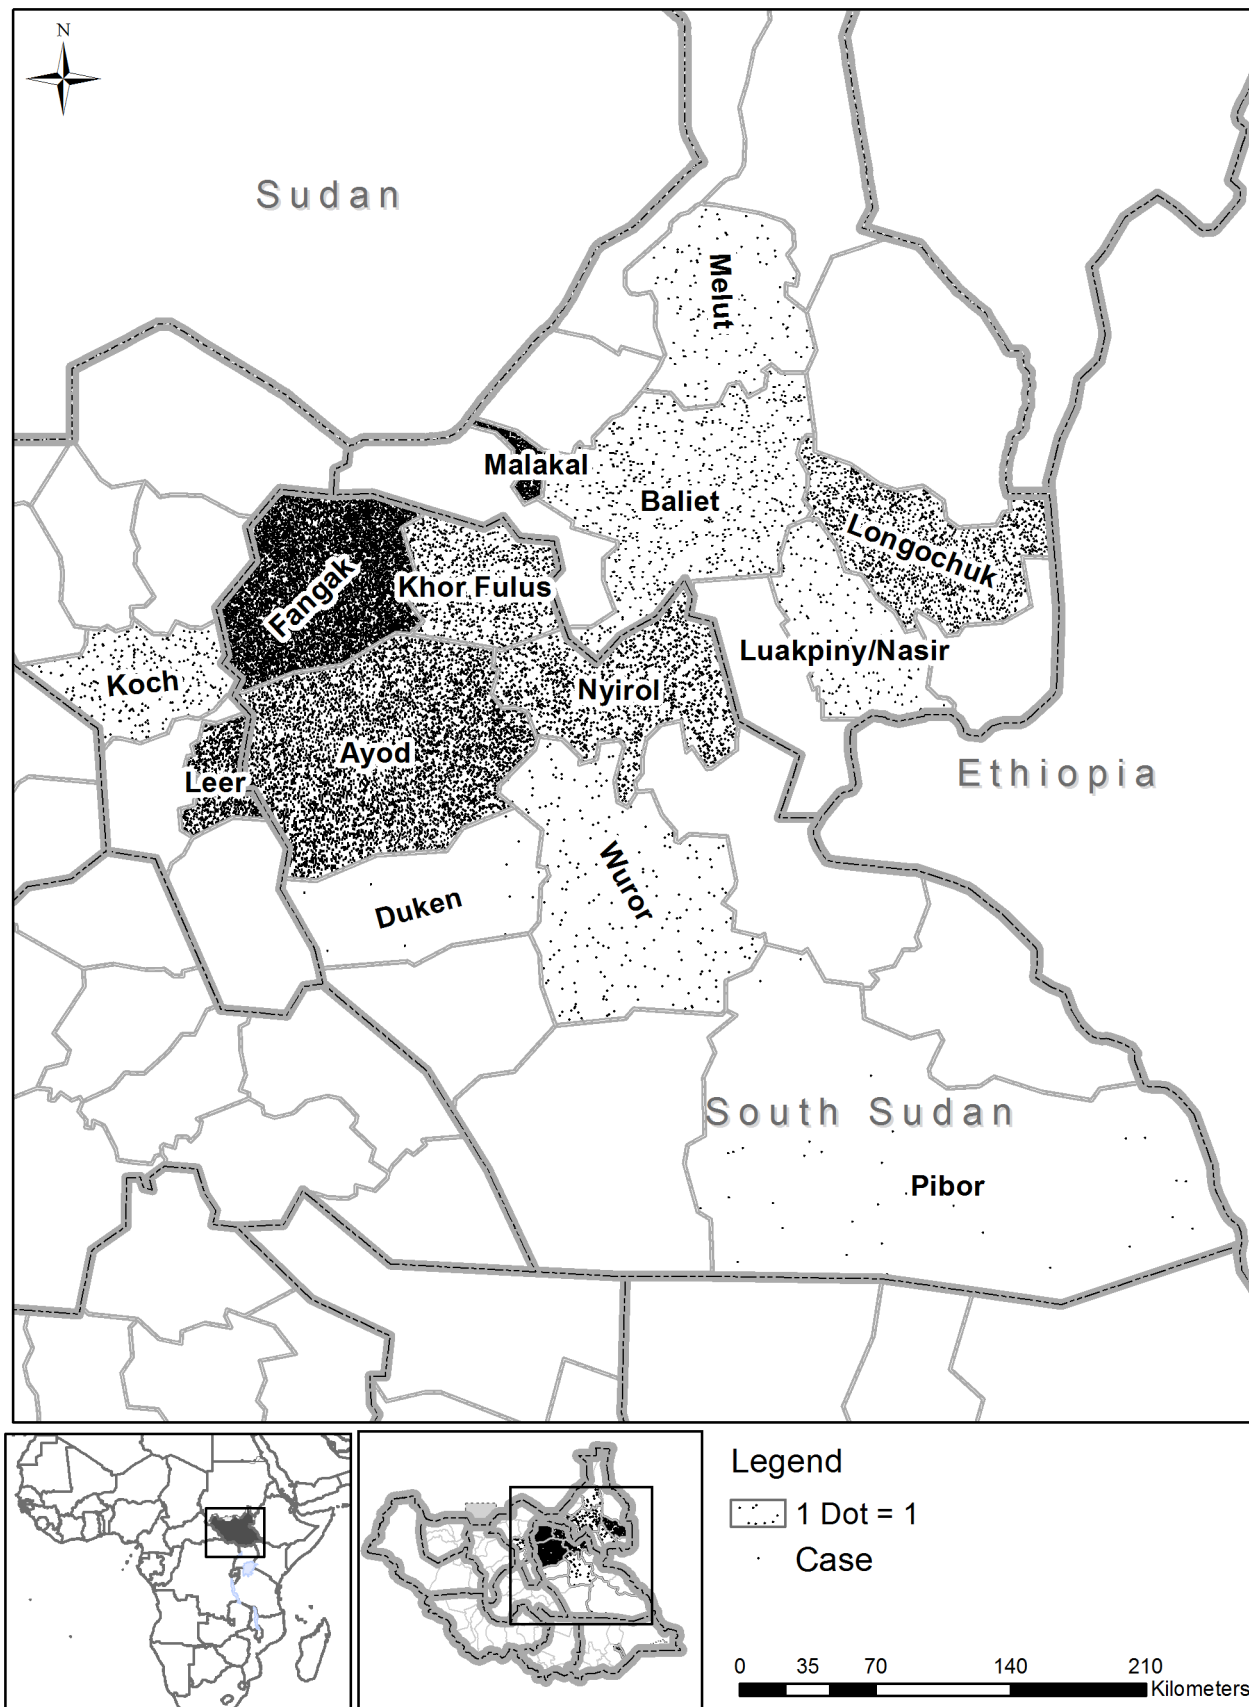 N
Sudan
Melut
Malakal
Baliet
Longochuk
Fangak
Khor Fulus
Luakpiny/Nasir
Koch
Nyirol
Ayod
Leer
Ethiopia
Wuror
Duken
South Sudan
Pibor
Legend
1 Dot = 1
Case
0 35 70 140 210
Kilometers